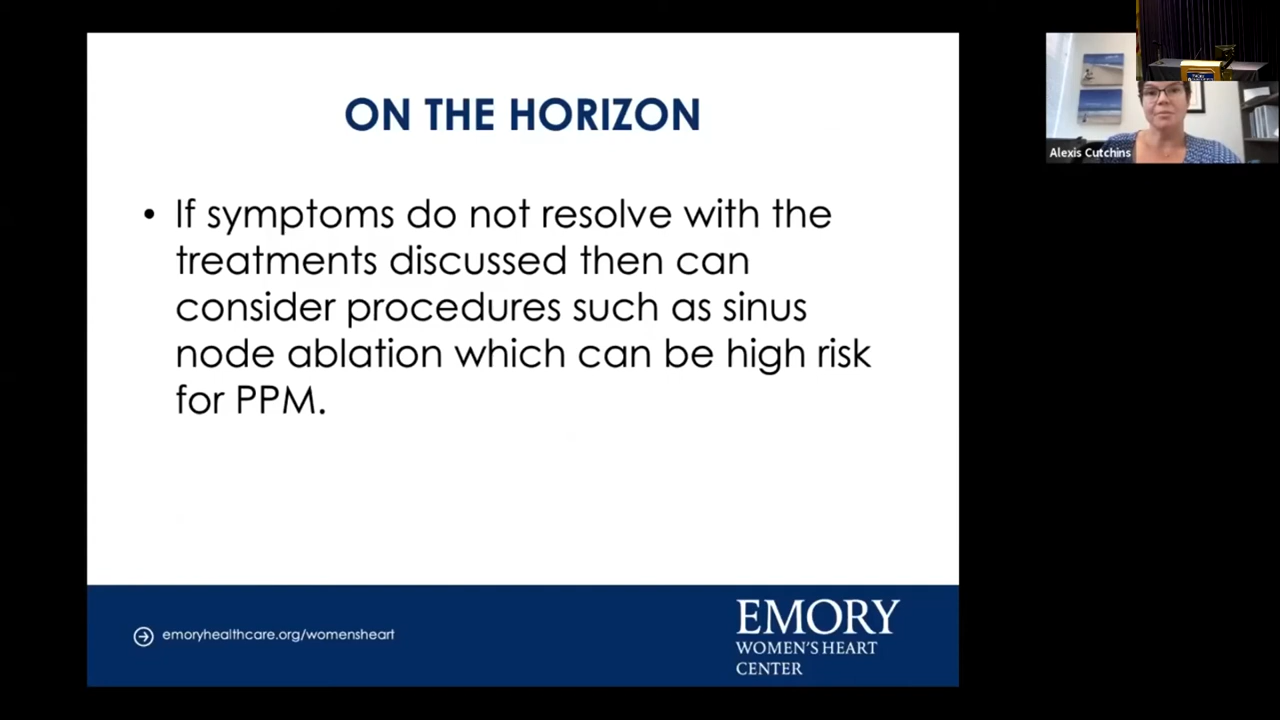 ON THE HORIZON
• If symptoms do not resolve with the
treatments discussed then can
consider procedures such as sinus
node ablation which can be high risk
for PPM.
emoryhealthcare.org/womensheart
EMORY
WOMEN'S HEART
CENTER
Alexis Cutchins